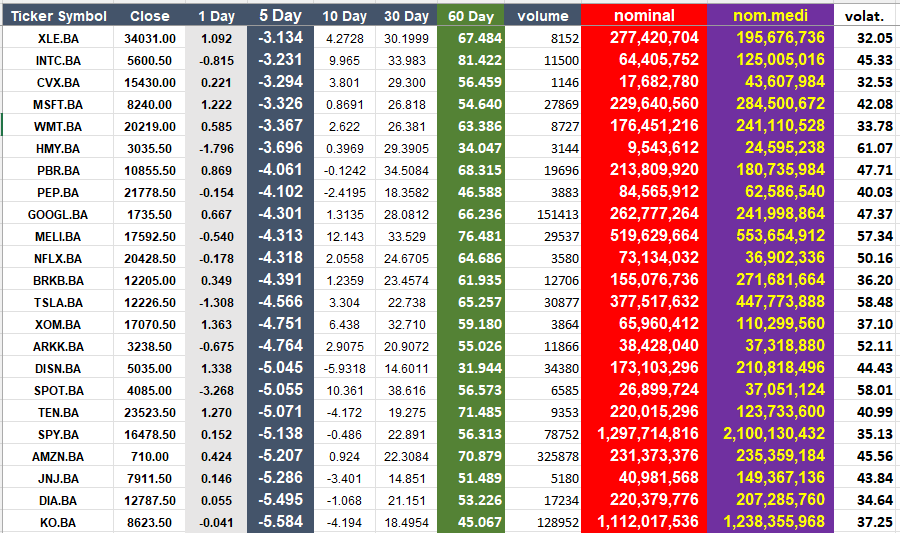 Ticker Symbol Close 1 Day 5 Day 10 Day 30 Day 60 Day volume nominal nom.medi volat.
XLE.BA 34031.00 1.092 -3.134 4.2728 30.1999 67.484 8152 277,420,704 195,676,736 32.05
INTC.BA 5600.50 -0.815 -3.231 9.965 33.983 81.422 11500 64,405,752 125,005,016 45.33
CVX.BA 15430.00 0.221 -3.294 3.801 29.300 56.459 1146 17,682,780 43,607,984 32.53
MSFT.BA 8240.00 1.222 -3.326 0.8691 26.818 54.640 27869 229,640,560 284,500,672 42.08
WMT.BA 20219.00 0.585 -3.367 2.622 26.381 63.386 8727 176,451,216 241,110,528 33.78
HMY.BA 3035.50 -1.796 -3.696 0.3969 29.3905 34.047 3144 9,543,612 24,595,238 61.07
PBR.BA 10855.50 0.869 -4.061 -0.1242 34.5084 68.315 19696 213,809,920 180,735,984 47.71
PEP.BA 21778.50 -0.154 -4.102 -2.4195 18.3582 46.588 3883 84,565,912 62,586,540 40.03
GOOGL.BA 1735.50 0.667 -4.301 1.3135 28.0812 66.236 151413 262,777,264 241,998,864 47.37
MELI.BA 17592.50 -0.540 -4.313 12.143 33.529 76.481 29537 519,629,664 553,654,912 57.34
NFLX.BA 20428.50 -0.178 -4.318 2.0558 24.6705 64.686 3580 73,134,032 36,902,336 50.16
BRKB.BA 12205.00 0.349 -4.391 1.2359 23.4574 61.935 12706 155,076,736 271,681,664 36.20
TSLA.BA 12226.50 -1.308 -4.566 3.304 22.738 65.257 30877 377,517,632 447,773,888 58.48
XOM.BA 17070.50 1.363 -4.751 6.438 32.710 59.180 3864 65,960,412 110,299,560 37.10
ARKK.BA 3238.50 -0.675 -4.764 2.9075 20.9072 55.026 11866 38,428,040 37,318,880 52.11
DISN.BA 5035.00 1.338 -5.045 -5.9318 14.6011 31.944 34380 173,103,296 210,818,496 44.43
SPOT.BA 4085.00 -3.268 -5.055 10.361 38.616 56.573 6585 26,899,724 37,051,124 58.01
TEN.BA 23523.50 1.270 -5.071 -4.172 19.275 71.485 9353 220,015,296 123,733,600 40.99
SPY.BA 16478.50 0.152 -5.138 -0.486 22.891 56.313 78752 1,297,714,816 2,100,130,432 35.13
AMZN.BA 710.00 0.424 -5.207 0.924 22.3084 70.879 325878 231,373,376 235,359,184 45.56
JNJ.BA 7911.50 0.146 -5.286 -3.401 14.851 51.489 5180 40,981,568 149,367,136 43.84
DIA.BA 12787.50 0.055 -5.495 -1.068 21.151 53.226 17234 220,379,776 207,285,760 34.64
KO.BA 8623.50 -0.041 -5.584 -4.194 18.4954 45.067 128952 1,112,017,536 1,238,355,968 37.25